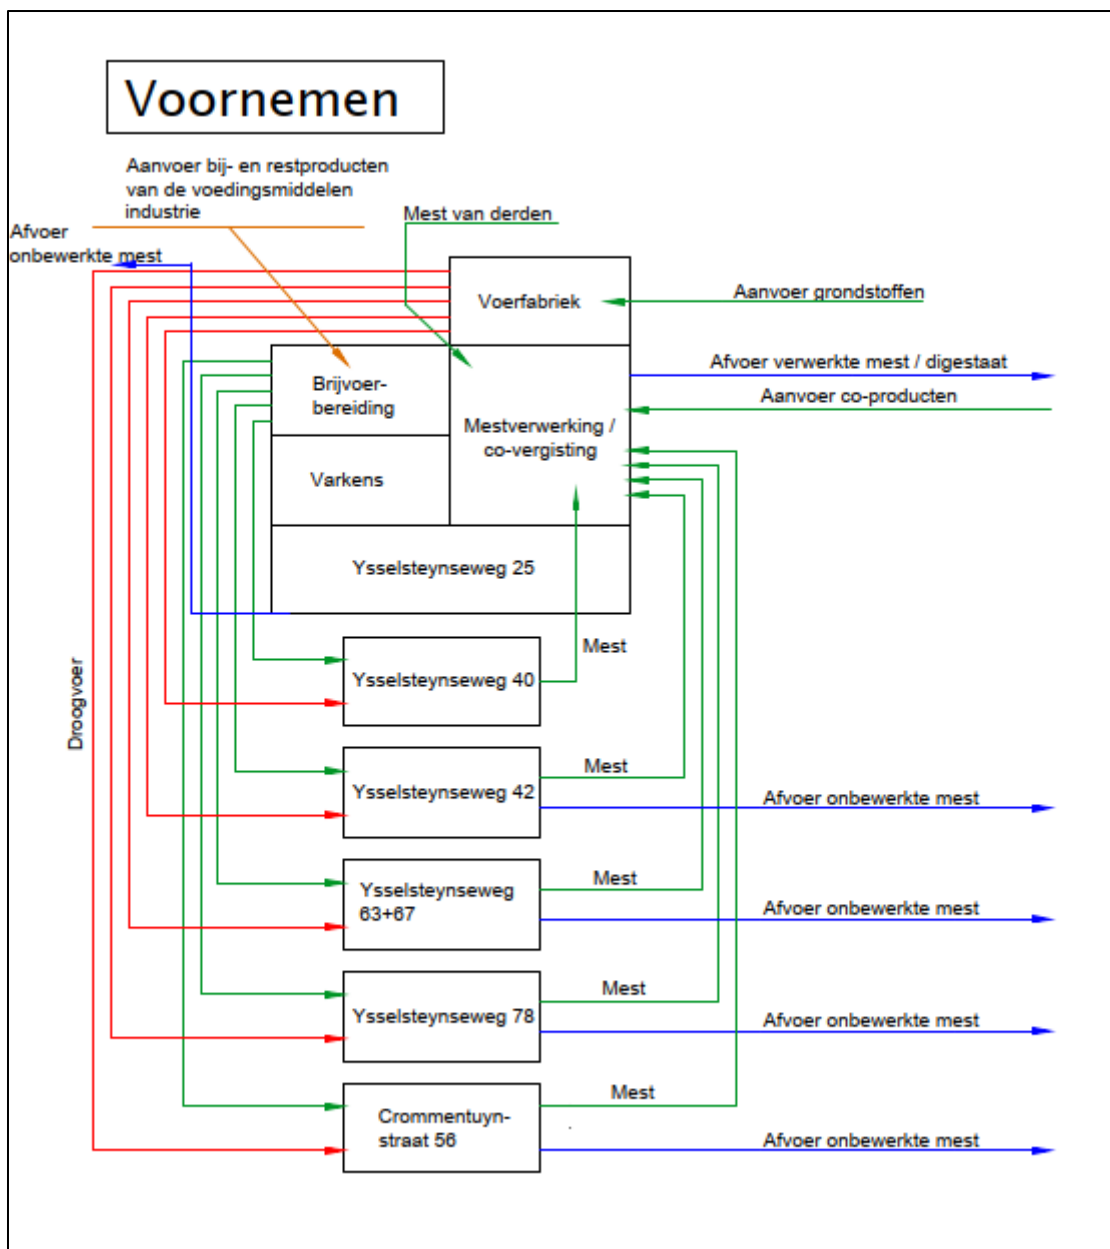 Voornemen
Aanvoer bij- en restproducten
van de voedingsmiddelen
industrie
Mest van derden
Afvoer
onbewerkte mest
Voerfabriek
Aanvoer grondstoffen
Afvoer verwerkte mest / digestaat
Aanvoer co-producten
Brijvoer-
bereiding
Mestverwerking /
co-vergisting
Varkens
Ysselsteynseweg 25
Mest
Ysselsteynseweg 40
Droogvoer
Mest
Ysselsteynseweg 42
Afvoer onbewerkte mest
Mest
Ysselsteynseweg
63+67
Afvoer onbewerkte mest
Mest
Ysselsteynseweg 78
Afvoer onbewerkte mest
Mest
Crommentuyn-
straat 56
Afvoer onbewerkte mest